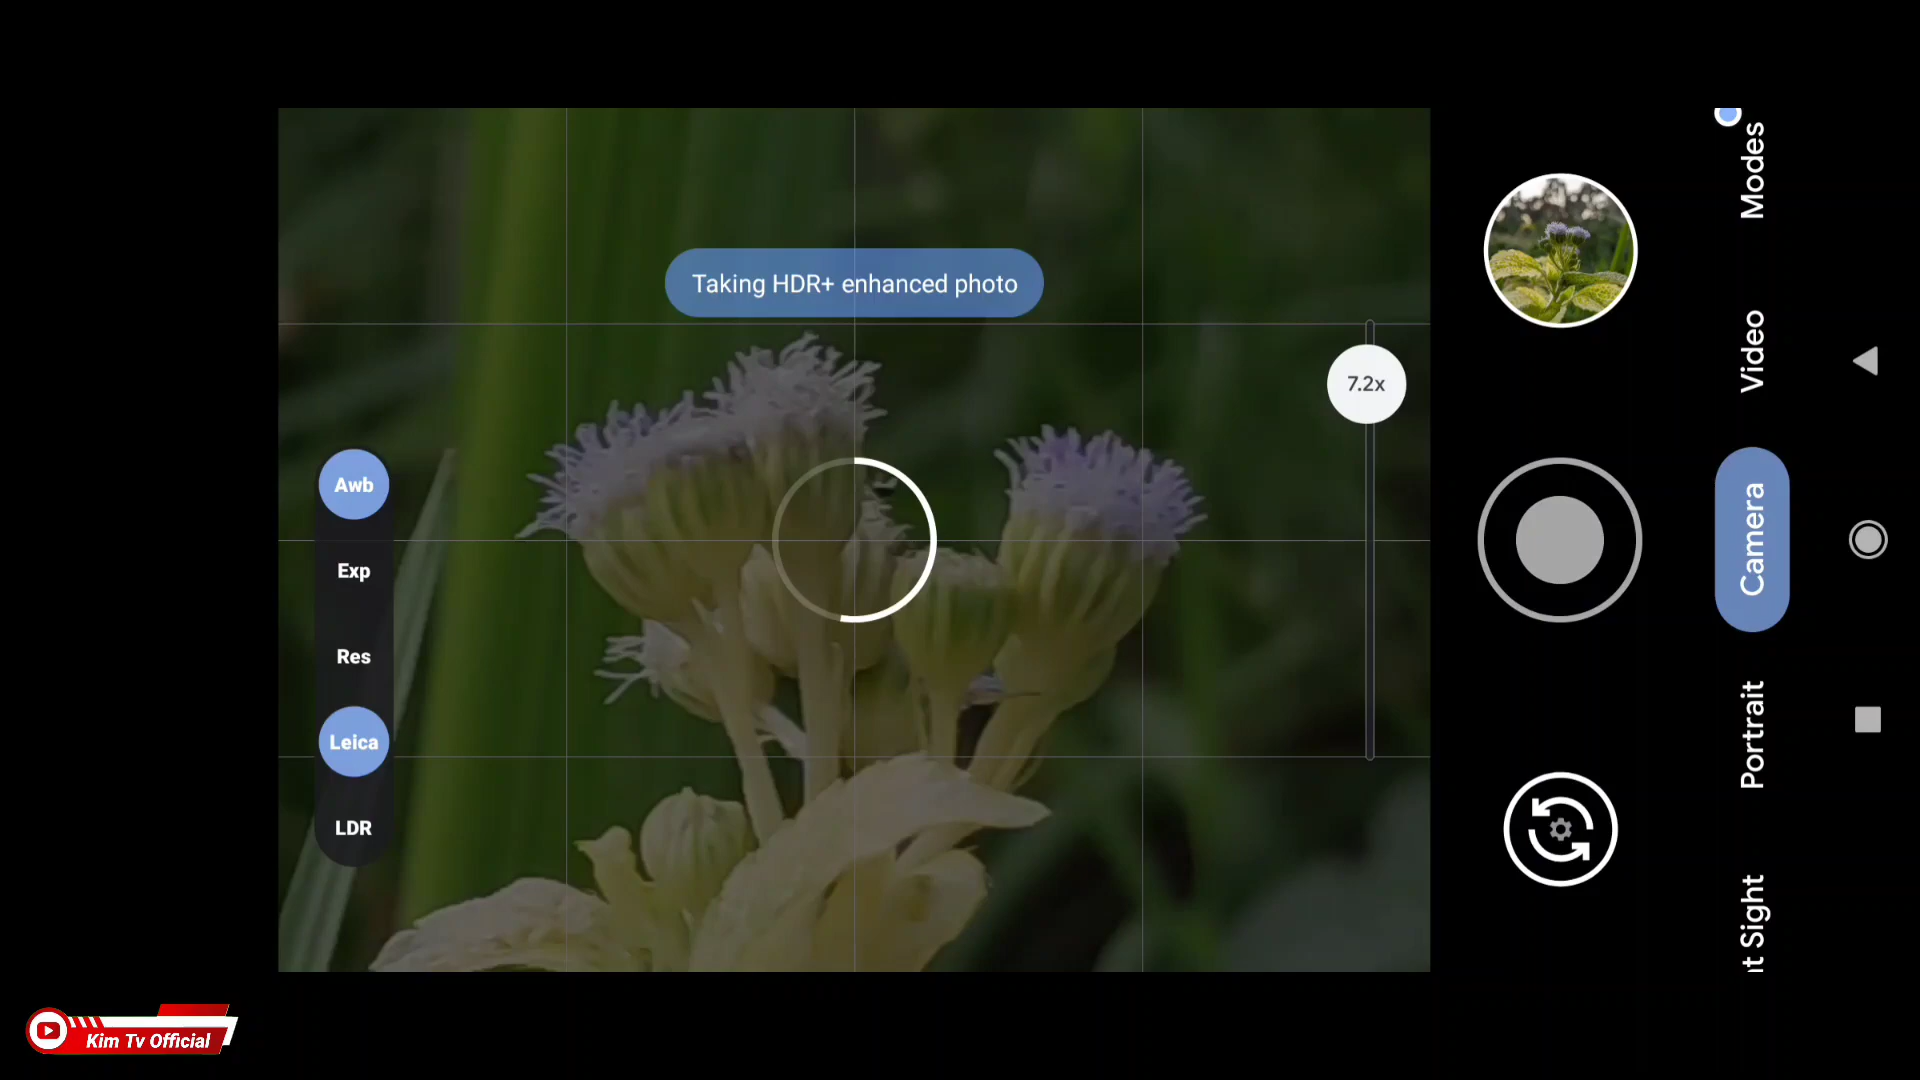 Taking HDR+ enhanced photo
7.2x
Awb
Exp
Res
Leica
LDR
Modes
Video
Camera
Portrait
t Sight
Kim Tv Official